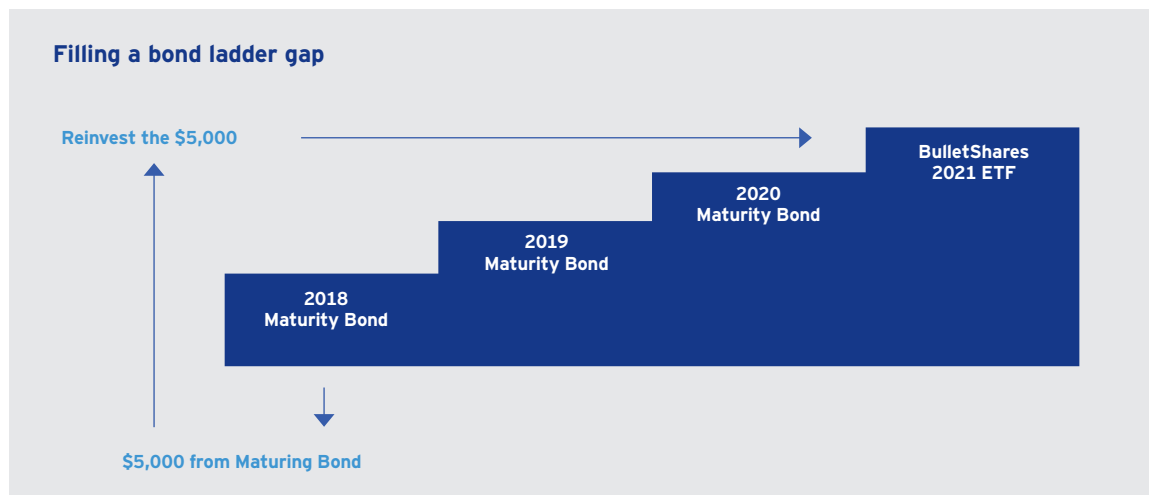 Filling a bond ladder gap
Reinvest the $5,000
BulletShares
2021 ETF
2020
Maturity Bond
2019
Maturity Bond
2018
Maturity Bond
$5,000 from Maturing Bond